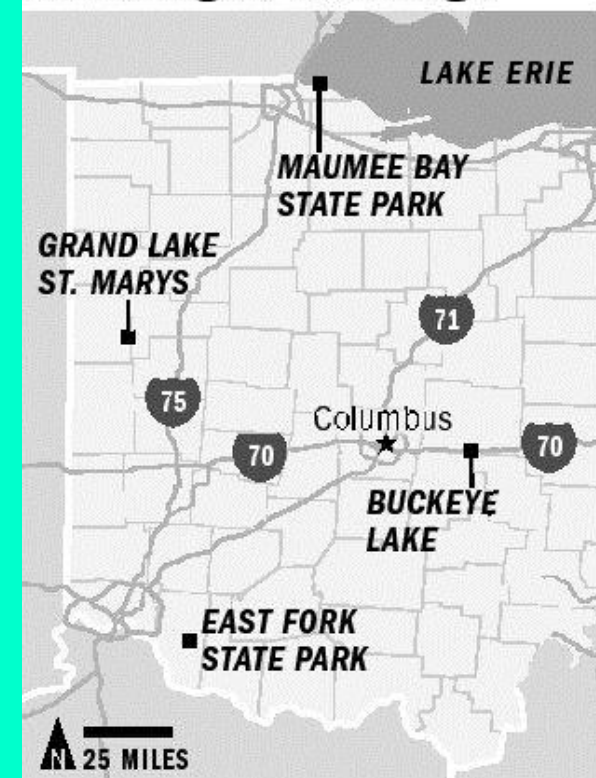 LAKE ERIE
MAUMEE BAY
STATE PARK
GRAND LAKE
ST. MARYS
71
75
Columbus
70
70
BUCKEYE
LAKE
EAST FORK
STATE PARK
N
25 MILES